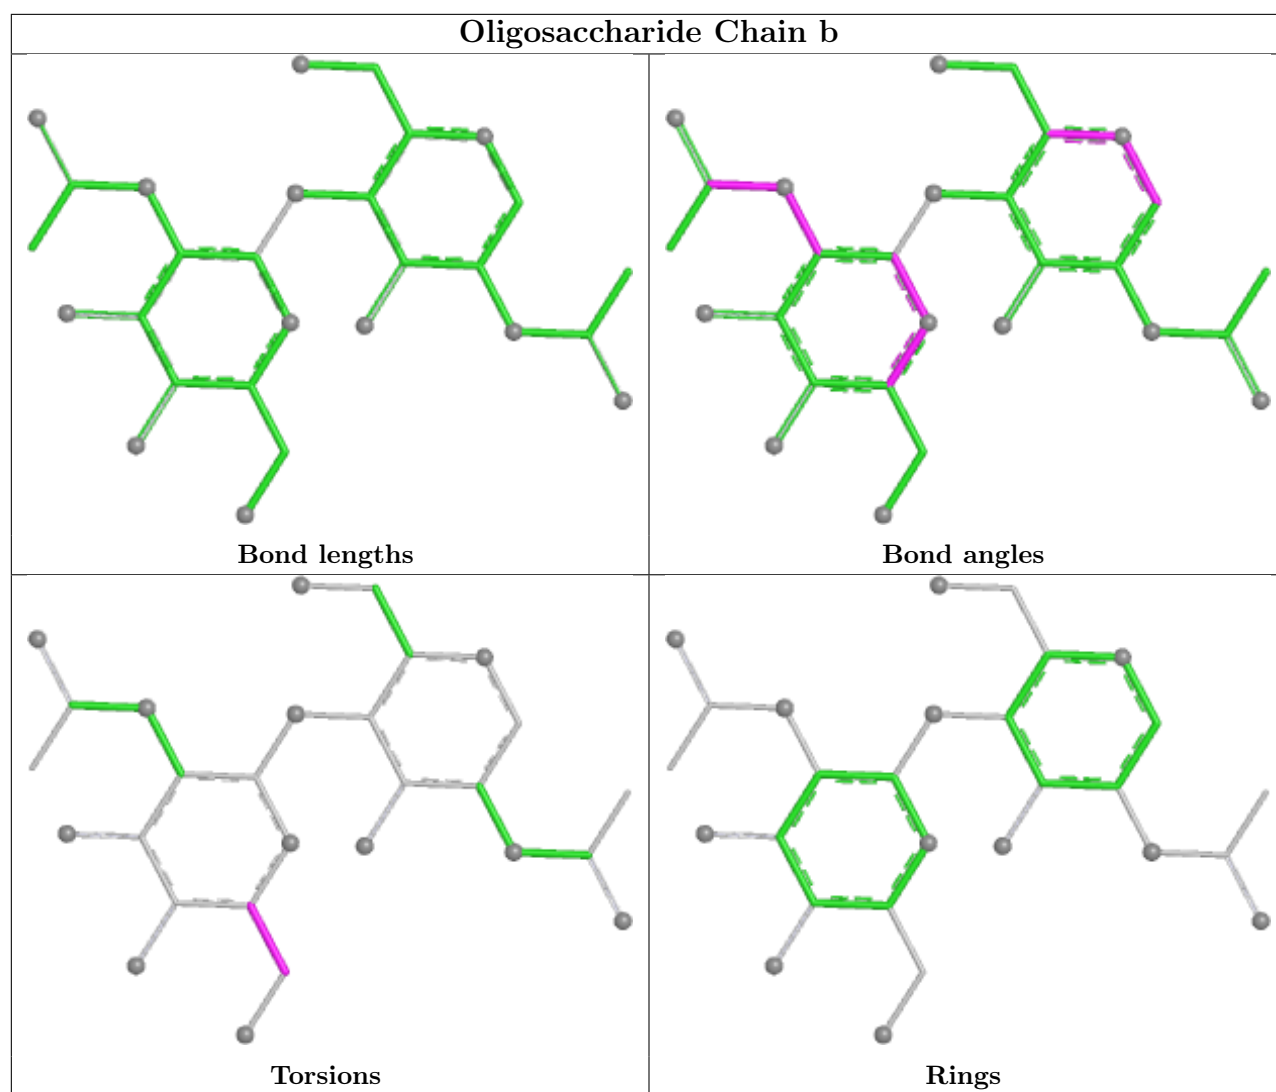 Oligosaccharide Chain b
Bond lengths
Bond angles
Torsions
Rings